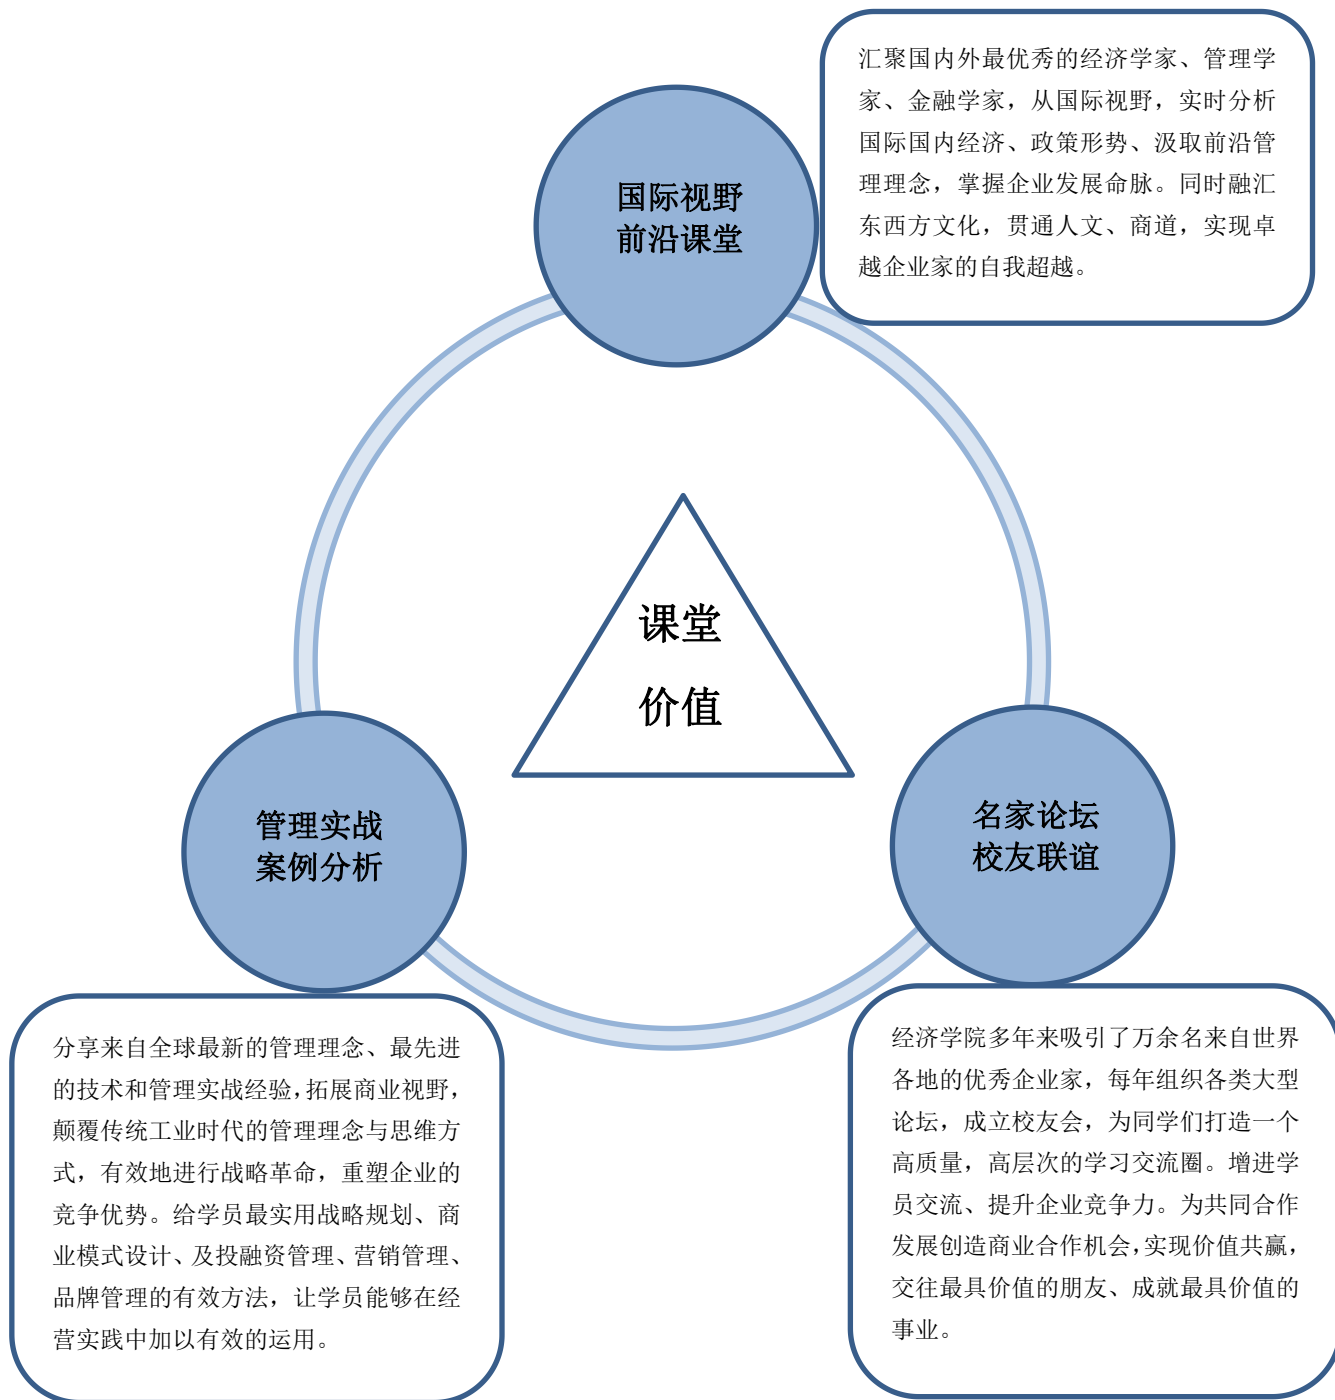 汇聚国内外最优秀的经济学家、管理学
家、金融学家，从国际视野，实时分析
国际国内经济、政策形势、汲取前沿管
理理念，掌握企业发展命脉。同时融汇
东西方文化，贯通人文、商道，实现卓
越企业家的自我超越。
国际视野
前沿课堂
课堂
价值
管理实战
案例分析
名家论坛
校友联谊
分享来自全球最新的管理理念、最先进
的技术和管理实战经验，拓展商业视野，
颠覆传统工业时代的管理理念与思维方
式，有效地进行战略革命，重塑企业的
竞争优势。给学员最实用战略规划、商
业模式设计、及投融资管理、营销管理、
品牌管理的有效方法，让学员能够在经
营实践中加以有效的运用。
经济学院多年来吸引了万余名来自世界
各地的优秀企业家，每年组织各类大型
论坛，成立校友会，为同学们打造一个
高质量，高层次的学习交流圈。增进学
员交流、提升企业竞争力。为共同合作
发展创造商业合作机会，实现价值共赢，
交往最具价值的朋友、成就最具价值的
事业。